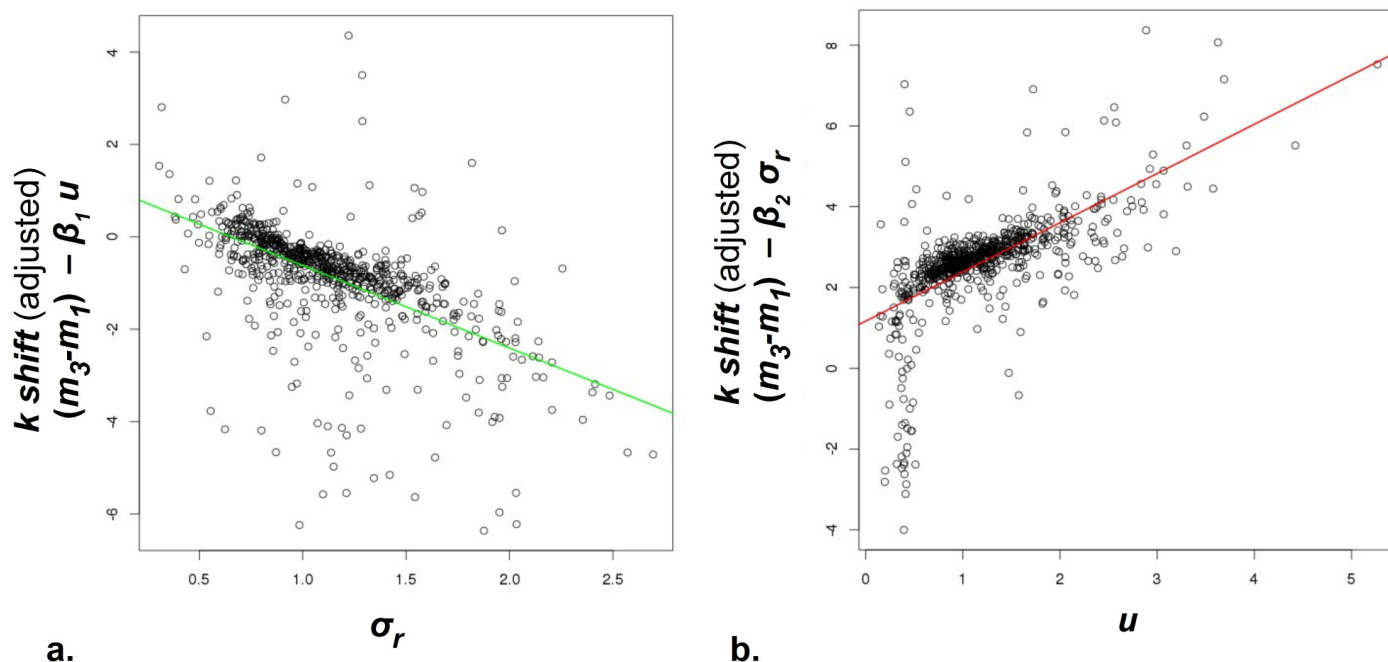 k shift (adjusted)
(m₃-m₁) – β₁ u
4
2
0
-2
-4
-6
0.5 1.0 1.5 2.0 2.5
σᵣ
a.
k shift (adjusted)
(m₃-m₁) – β₂ σᵣ
8
6
4
2
0
-2
-4
0 1 2 3 4 5
u
b.